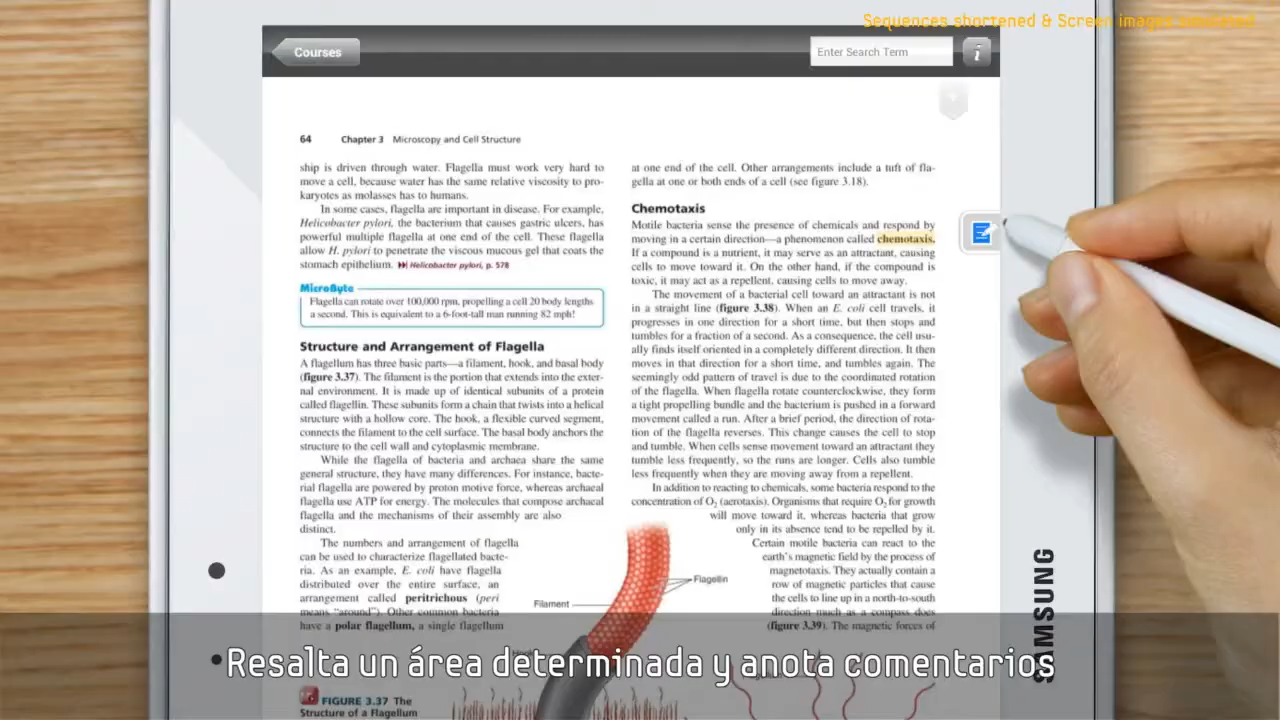 Sequences shortened & Screen images simulated
Courses
Enter Search Term
i
64 Chapter 3 Microscopy and Cell Structure
ship is driven through water. Flagella must work very hard to
move a cell, because water has the same relative viscosity to pro-
karyotes as molasses has to humans.
In some cases, flagella are important in disease. For example,
Helicobacter pylori, the bacterium that causes gastric ulcers, has
powerful multiple flagella at one end of the cell. These flagella
allow H. pylori to penetrate the viscous mucous gel that coats the
stomach epithelium. Helicobacter pylori, p. 578
MicroByte
Flagella can rotate over 100,000 rpm, propelling a cell 20 body lengths
a second. This is equivalent to a 6-foot-tall man running 82 mph!
Structure and Arrangement of Flagella
A flagellum has three basic parts—a filament, hook, and basal body
(figure 3.37). The filament is the portion that extends into the exter-
nal environment. It is made up of identical subunits of a protein
called flagellin. These subunits form a chain that twists into a helical
structure with a hollow core. The hook, a flexible curved segment,
connects the filament to the cell surface. The basal body anchors the
structure to the cell wall and cytoplasmic membrane.
While the flagella of bacteria and archaea share the same
general structure, they have many differences. For instance, bacte-
rial flagella are powered by proton motive force, whereas archaeal
flagella use ATP for energy. The molecules that compose archaeal
flagella and the mechanisms of their assembly are also
distinct.
The numbers and arrangement of flagella
can be used to characterize flagellated bacte-
ria. As an example, E. coli have flagella
distributed over the entire surface, an
arrangement called peritrichous (peri
means "around"). Other common bacteria
have a polar flagellum, a single flagellum
at one end of the cell. Other arrangements include a tuft of fla-
gella at one or both ends of a cell (see figure 3.18).
Chemotaxis
Motile bacteria sense the presence of chemicals and respond by
moving in a certain direction—a phenomenon called chemotaxis.
If a compound is a nutrient, it may serve as an attractant, causing
cells to move toward it. On the other hand, if the compound is
toxic, it may act as a repellent, causing cells to move away.
The movement of a bacterial cell toward an attractant is not
in a straight line (figure 3.38). When an E. coli cell travels, it
progresses in one direction for a short time, but then stops and
tumbles for a fraction of a second. As a consequence, the cell usu-
ally finds itself oriented in a completely different direction. It then
moves in that direction for a short time, and tumbles again. The
seemingly odd pattern of travel is due to the coordinated rotation
of the flagella. When flagella rotate counterclockwise, they form
a tight propelling bundle and the bacterium is pushed in a forward
movement called a run. After a brief period, the direction of rota-
tion of the flagella reverses. This change causes the cell to stop
and tumble. When cells sense movement toward an attractant they
tumble less frequently, so the runs are longer. Cells also tumble
less frequently when they are moving away from a repellent.
In addition to reacting to chemicals, some bacteria respond to the
concentration of O₂ (aerotaxis). Organisms that require O₂ for growth
will move toward it, whereas bacteria that grow
only in its absence tend to be repelled by it.
Certain motile bacteria can react to the
earth's magnetic field by the process of
magnetotaxis. They actually contain a
row of magnetic particles that cause
the cells to line up in a north-to-south
direction much as a compass does
(figure 3.39). The magnetic forces of
Flagellin
Filament
SAMSUNG
Resalta un área determinada y anota comentarios
FIGURE 3.37 The
Structure of a Flagellum